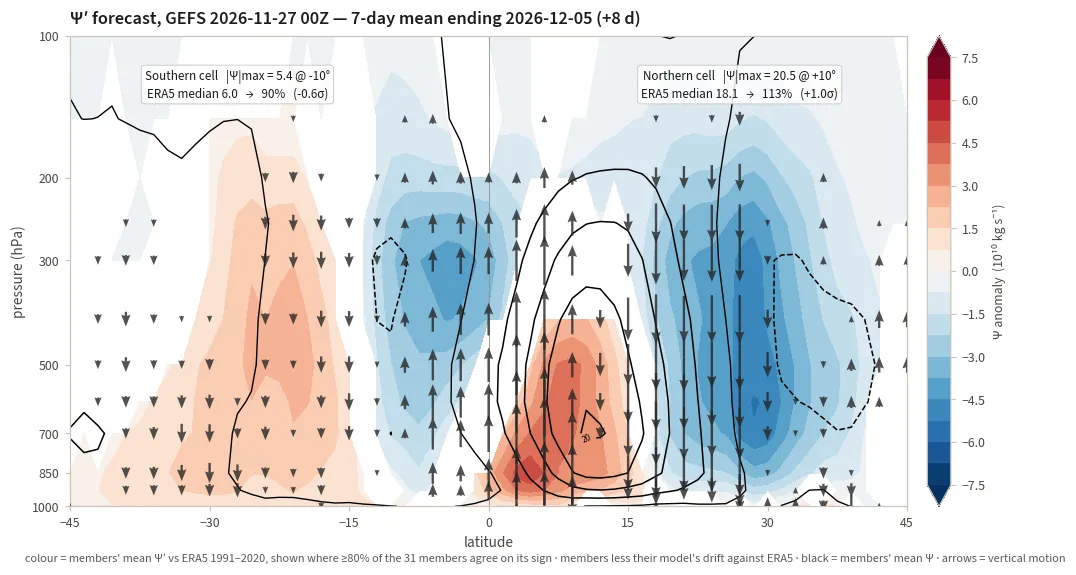 Ψ′ forecast, GEFS 2026-11-27 00Z — 7-day mean ending 2026-12-05 (+8 d)
Southern cell |Ψ|max = 5.4 @ -10°
ERA5 median 6.0 → 90% (-0.6σ)
Northern cell |Ψ|max = 20.5 @ +10°
ERA5 median 18.1 → 113% (+1.0σ)
100
200
300
500
700
850
1000
pressure (hPa)
20
−45
−30
−15
0
15
30
45
latitude
7.5
6.0
4.5
3.0
1.5
0.0
−1.5
−3.0
−4.5
−6.0
−7.5
Ψ anomaly (10¹⁰ kg s⁻¹)
colour = members' mean Ψ′ vs ERA5 1991–2020, shown where ≥80% of the 31 members agree on its sign · members less their model's drift against ERA5 · black = members' mean Ψ · arrows = vertical motion